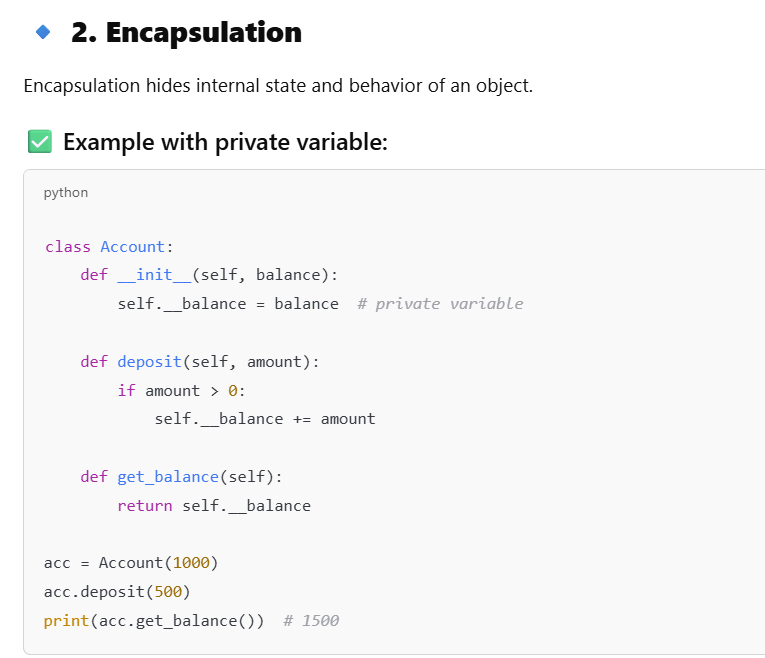 🔹 2. Encapsulation
Encapsulation hides internal state and behavior of an object.
✅ Example with private variable:
python
class Account:
    def __init__(self, balance):
        self.__balance = balance  # private variable
    def deposit(self, amount):
        if amount > 0:
            self.__balance += amount
    def get_balance(self):
        return self.__balance
acc = Account(1000)
acc.deposit(500)
print(acc.get_balance())  # 1500